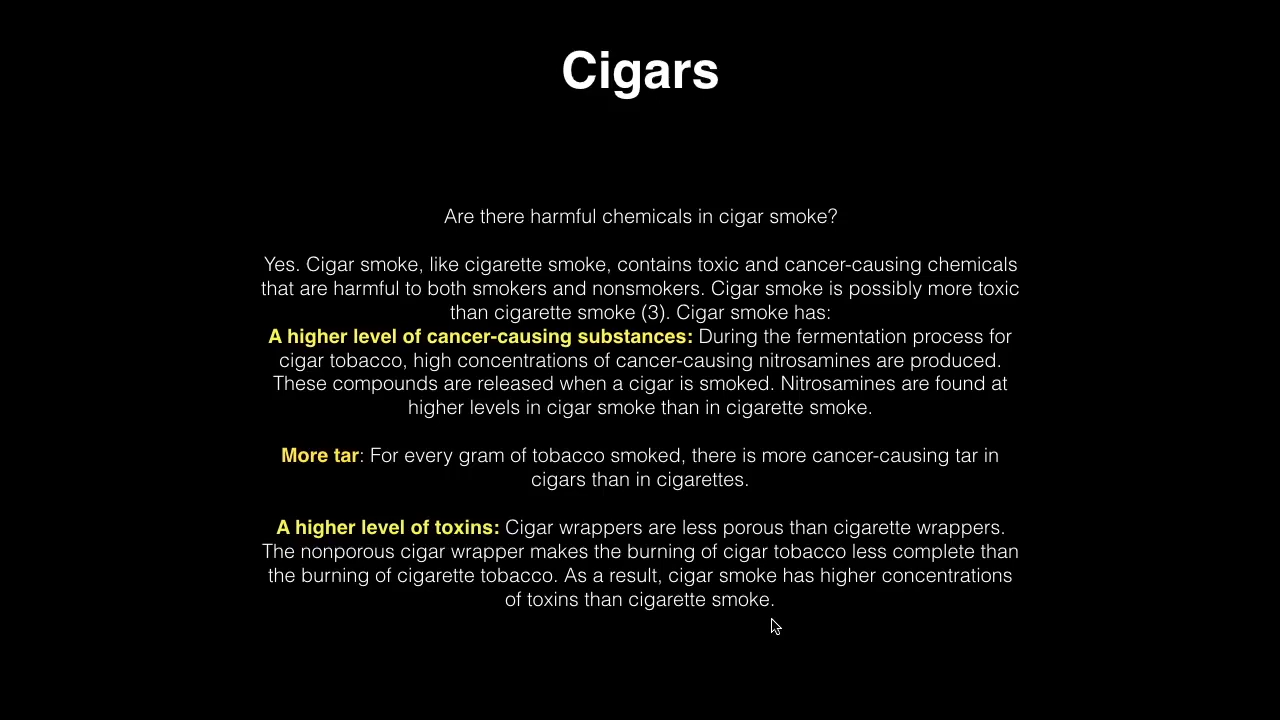 Cigars
Are there harmful chemicals in cigar smoke?
Yes. Cigar smoke, like cigarette smoke, contains toxic and cancer-causing chemicals
that are harmful to both smokers and nonsmokers. Cigar smoke is possibly more toxic
than cigarette smoke (3). Cigar smoke has:
A higher level of cancer-causing substances: During the fermentation process for
cigar tobacco, high concentrations of cancer-causing nitrosamines are produced.
These compounds are released when a cigar is smoked. Nitrosamines are found at
higher levels in cigar smoke than in cigarette smoke.
More tar: For every gram of tobacco smoked, there is more cancer-causing tar in
cigars than in cigarettes.
A higher level of toxins: Cigar wrappers are less porous than cigarette wrappers.
The nonporous cigar wrapper makes the burning of cigar tobacco less complete than
the burning of cigarette tobacco. As a result, cigar smoke has higher concentrations
of toxins than cigarette smoke.